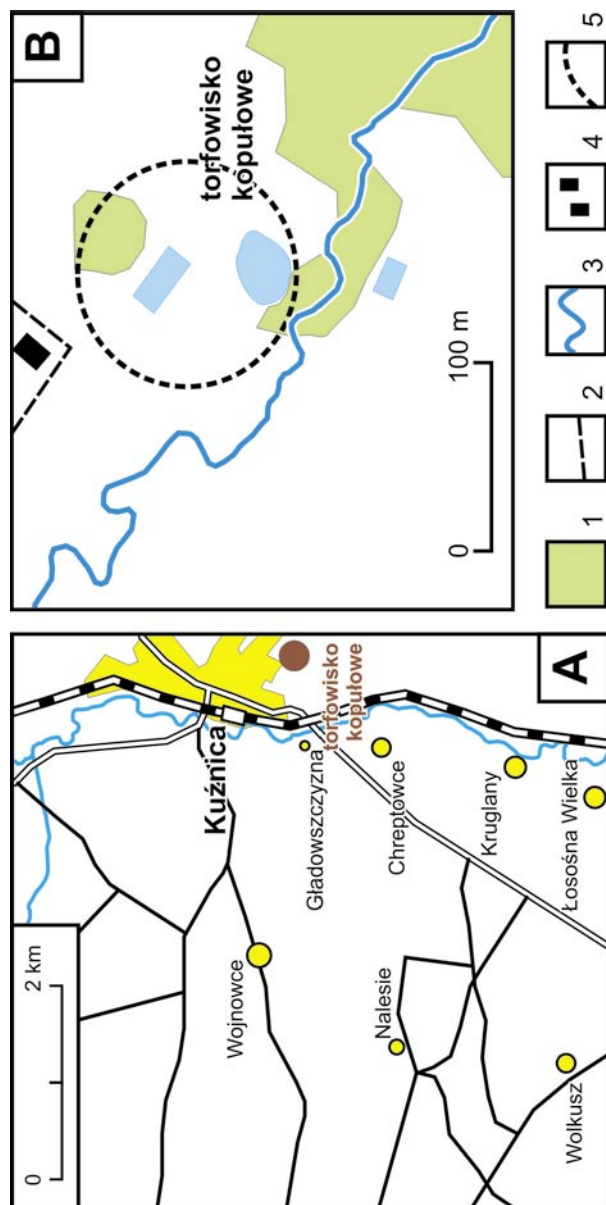 0
2 km
Kuźnica
Wojnowce
Gładowszczyzna
torfowisko
kopułowe
Chreptowce
Nalesie
Kruglany
Wolkusz
Łosośna Wielka
A
B
torfowisko
kopułowe
0
100 m
1
2
3
4
5